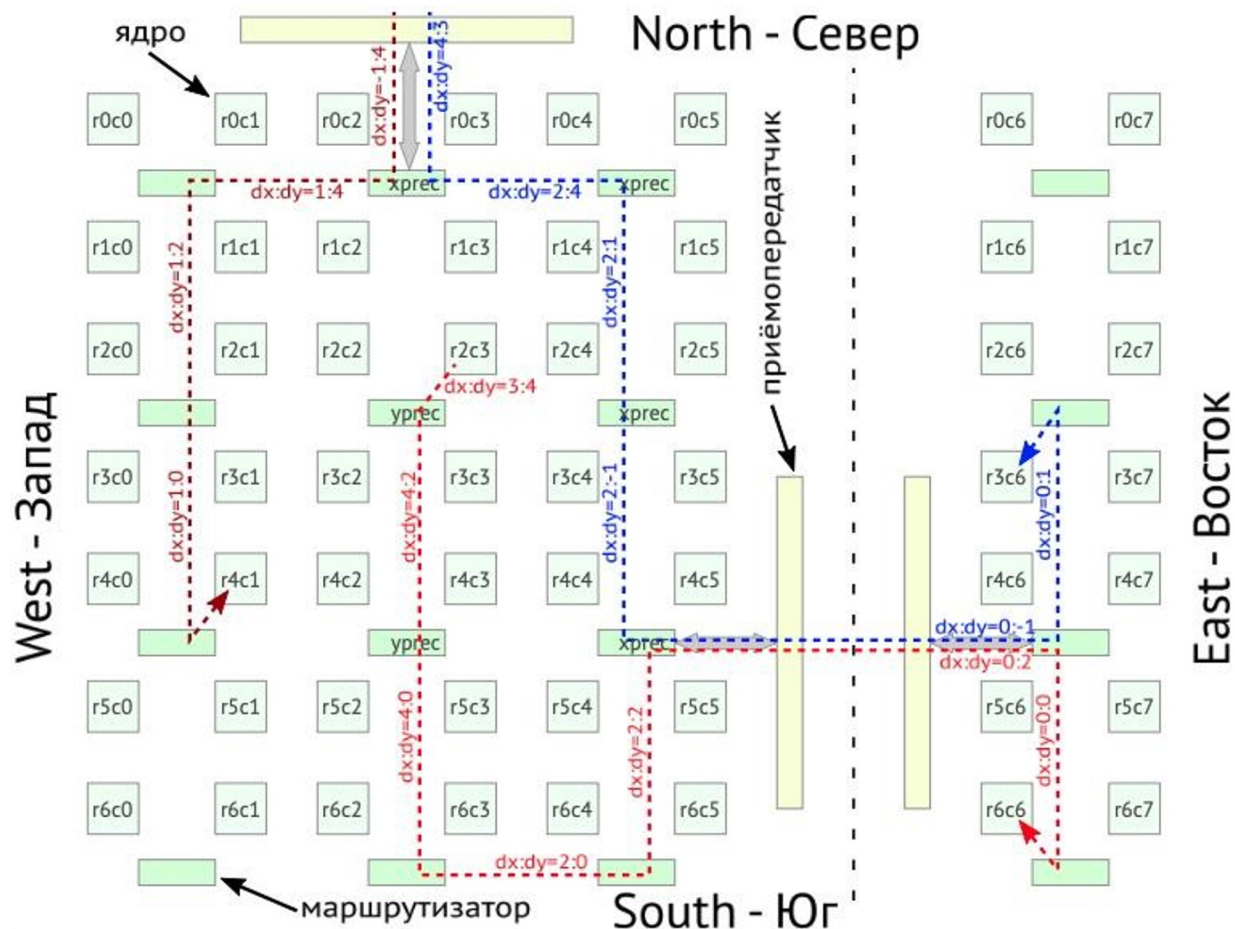 North - Север
ядро
dx:dy=-1:4
dx:dy=4:3
r0c0
r0c1
r0c2
r0c3
r0c4
r0c5
r0c6
r0c7
xprec
xprec
dx:dy=1:4
dx:dy=2:4
приёмопередатчик
dx:dy=1:2
r1c0
r1c1
r1c2
r1c3
r1c4
dx:dy=2:1
r1c5
r1c6
r1c7
r2c0
r2c1
r2c2
r2c3
r2c4
r2c5
r2c6
r2c7
dx:dy=3:4
yprec
xprec
West - Запад
East - Восток
r3c0
dx:dy=1:0
r3c1
r3c2
dx:dy=4:2
r3c3
r3c4
dx:dy=2:-1
r3c5
r3c6
dx:dy=0:1
r3c7
r4c0
r4c1
r4c2
r4c3
r4c4
r4c5
r4c6
r4c7
yprec
xprec
dx:dy=0:-1
dx:dy=0:2
r5c0
r5c1
r5c2
dx:dy=4:0
r5c3
r5c4
dx:dy=2:2
r5c5
r5c6
dx:dy=0:0
r5c7
r6c0
r6c1
r6c2
r6c3
r6c4
r6c5
r6c6
r6c7
dx:dy=2:0
маршрутизатор
South - Юг